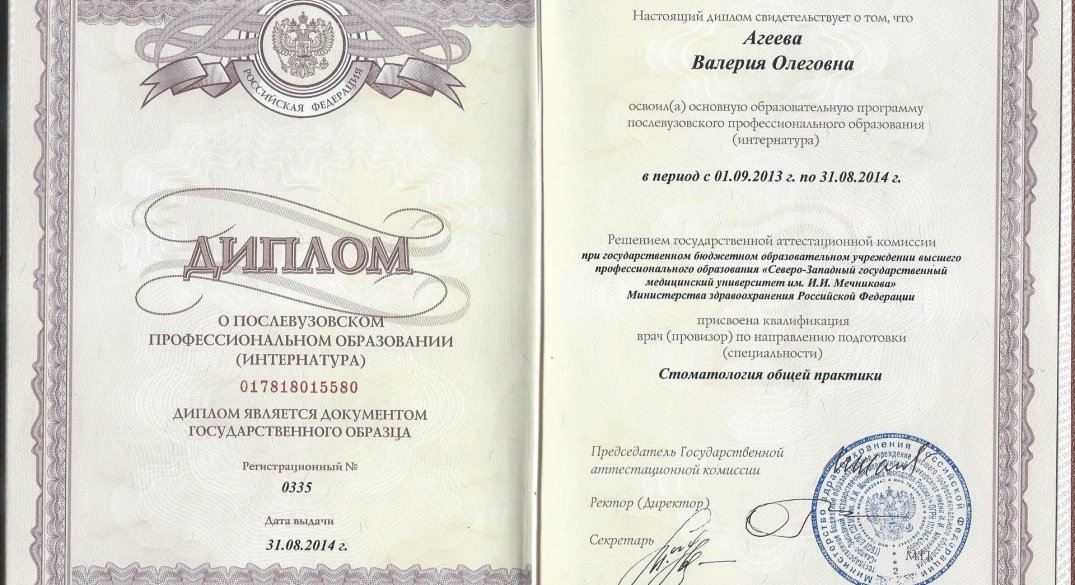 РОССИЙСКАЯ ФЕДЕРАЦИЯ
ДИПЛОМ
О ПОСЛЕВУЗОВСКОМ
ПРОФЕССИОНАЛЬНОМ ОБРАЗОВАНИИ
(ИНТЕРНАТУРА)
017818015580
ДИПЛОМ ЯВЛЯЕТСЯ ДОКУМЕНТОМ
ГОСУДАРСТВЕННОГО ОБРАЗЦА
Регистрационный №
0335
Дата выдачи
31.08.2014 г.
Настоящий диплом свидетельствует о том, что
Агеева
Валерия Олеговна
освоил(а) основную образовательную программу
послевузовского профессионального образования
(интернатура)
в период с 01.09.2013 г. по 31.08.2014 г.
Решением государственной аттестационной комиссии
при государственном бюджетном образовательном учреждении высшего
профессионального образования «Северо-Западный государственный
медицинский университет им. И.И. Мечникова»
Министерства здравоохранения Российской Федерации
присвоена квалификация
врач (провизор) по направлению подготовки
(специальности)
Стоматология общей практики
Председатель Государственной
аттестационной комиссии
Ректор (Директор)
Секретарь
М.П.
Министерство здравоохранения Российской Федерации